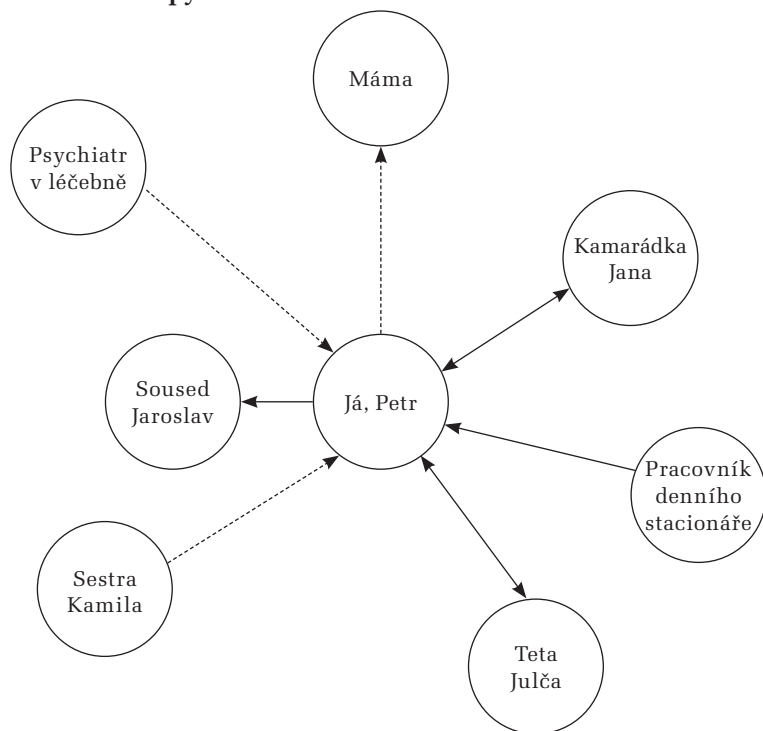 Máma
Psychiatr
v léčebně
Kamarádka
Jana
Soused
Jaroslav
Já, Petr
Pracovník
denního
stacionáře
Sestra
Kamila
Teta
Julča